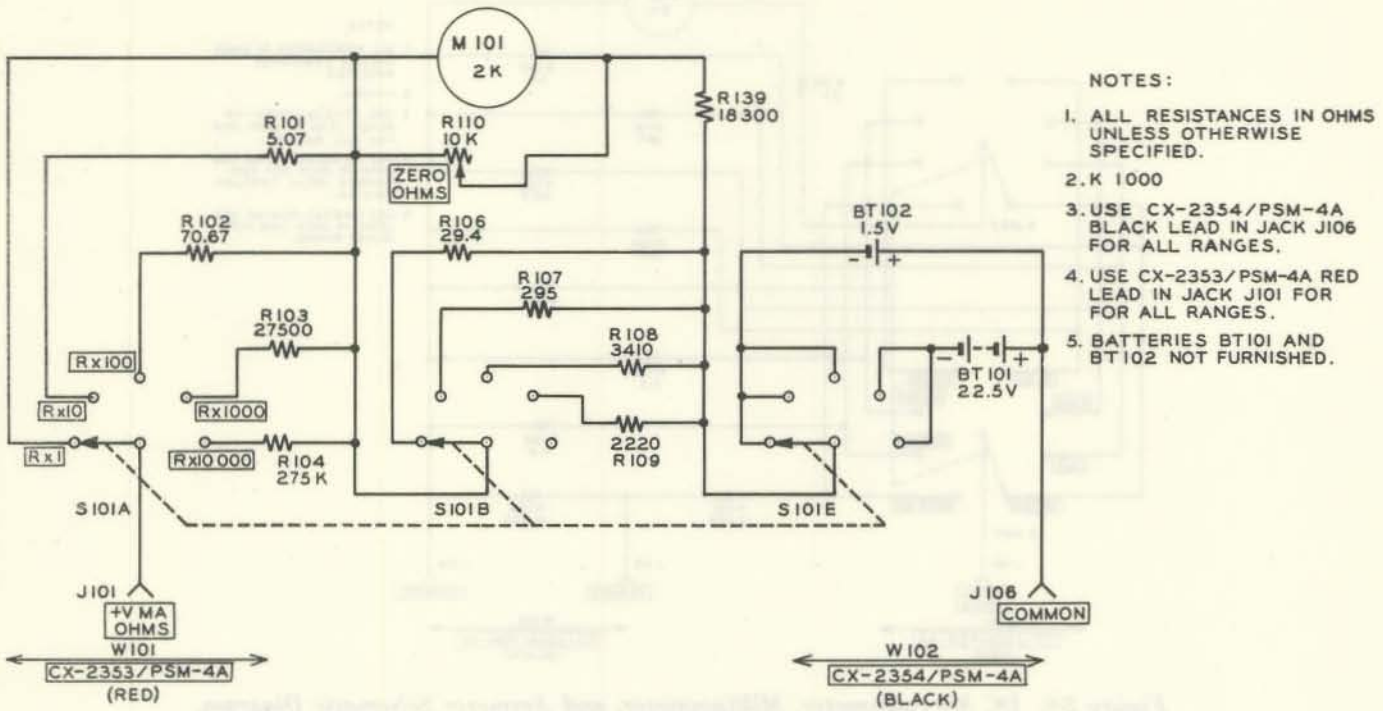 M 101
2K
R139
18300
R101
5.07
R110
10K
ZERO
OHMS
R102
70.67
R106
29.4
BT102
1.5V
- +
R107
295
R103
27500
R108
3410
Rx100
- +
BT101
22.5V
Rx10
Rx1000
Rx1
Rx10000
R104
275K
2220
R109
S101A
S101B
S101E
J101
+V MA
OHMS
J106
COMMON
W101
CX-2353/PSM-4A
(RED)
W102
CX-2354/PSM-4A
(BLACK)
NOTES:
1. ALL RESISTANCES IN OHMS
UNLESS OTHERWISE
SPECIFIED.
2. K 1000
3. USE CX-2354/PSM-4A
BLACK LEAD IN JACK J106
FOR ALL RANGES.
4. USE CX-2353/PSM-4A RED
LEAD IN JACK J101 FOR
FOR ALL RANGES.
5. BATTERIES BT101 AND
BT102 NOT FURNISHED.